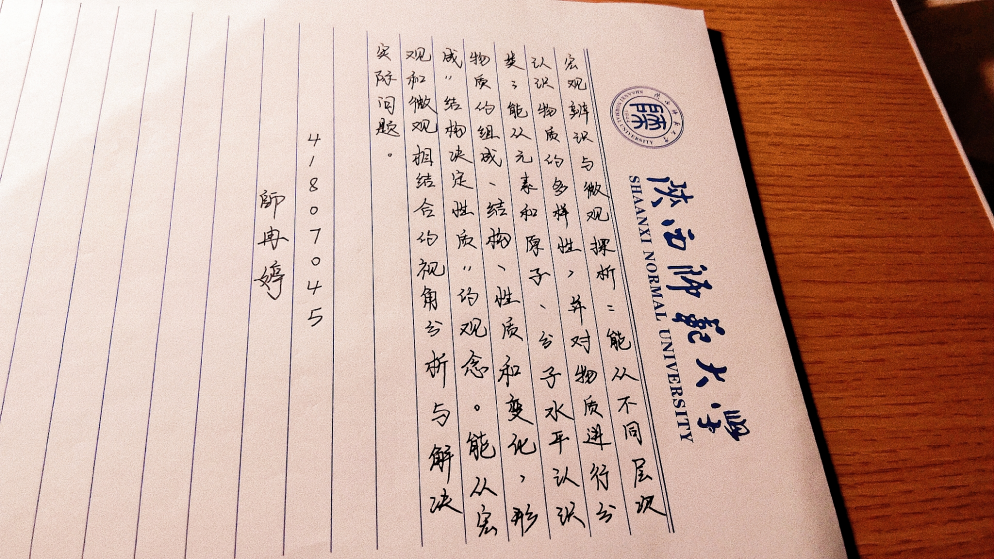 陕西师范大学
SHAANXI NORMAL UNIVERSITY
宏观辨识与微观探析：能从不同层次
认识物质的多样性，并对物质进行分
类；能从元素和原子、分子水平认识
物质的组成、结构、性质和变化，形
成"结构决定性质"的观念。能从宏
观和微观相结合的视角分析与解决
实际问题。
41807045
师冉婷